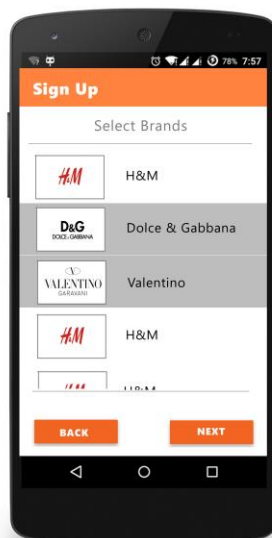 78% 7:57
Sign Up
Select Brands
H&M H&M
D&G
DOLCE & GABBANA
Dolce & Gabbana
VALENTINO
GARAVANI
Valentino
H&M H&M
H&M H&M
BACK NEXT